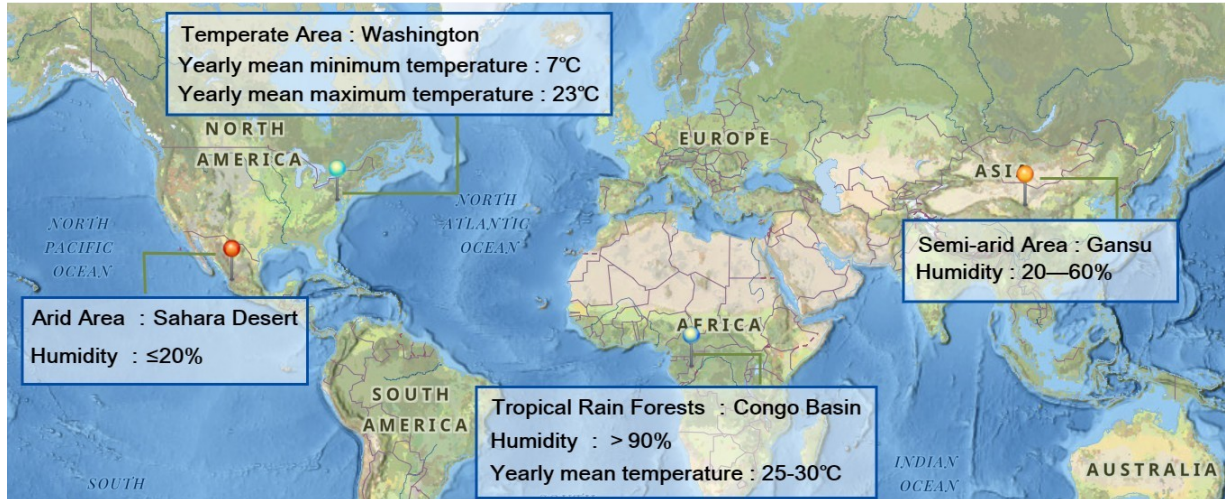 Temperate Area : Washington
Yearly mean minimum temperature : 7℃
Yearly mean maximum temperature : 23℃
NORTH
AMERICA
EUROPE
ASIA
NORTH
PACIFIC
OCEAN
NORTH
ATLANTIC
OCEAN
Semi-arid Area : Gansu
Humidity : 20—60%
Arid Area : Sahara Desert
Humidity : ≤20%
AFRICA
SOUTH
AMERICA
Tropical Rain Forests : Congo Basin
Humidity : > 90%
Yearly mean temperature : 25-30℃
INDIAN
OCEAN
AUSTRALIA
SOUTH